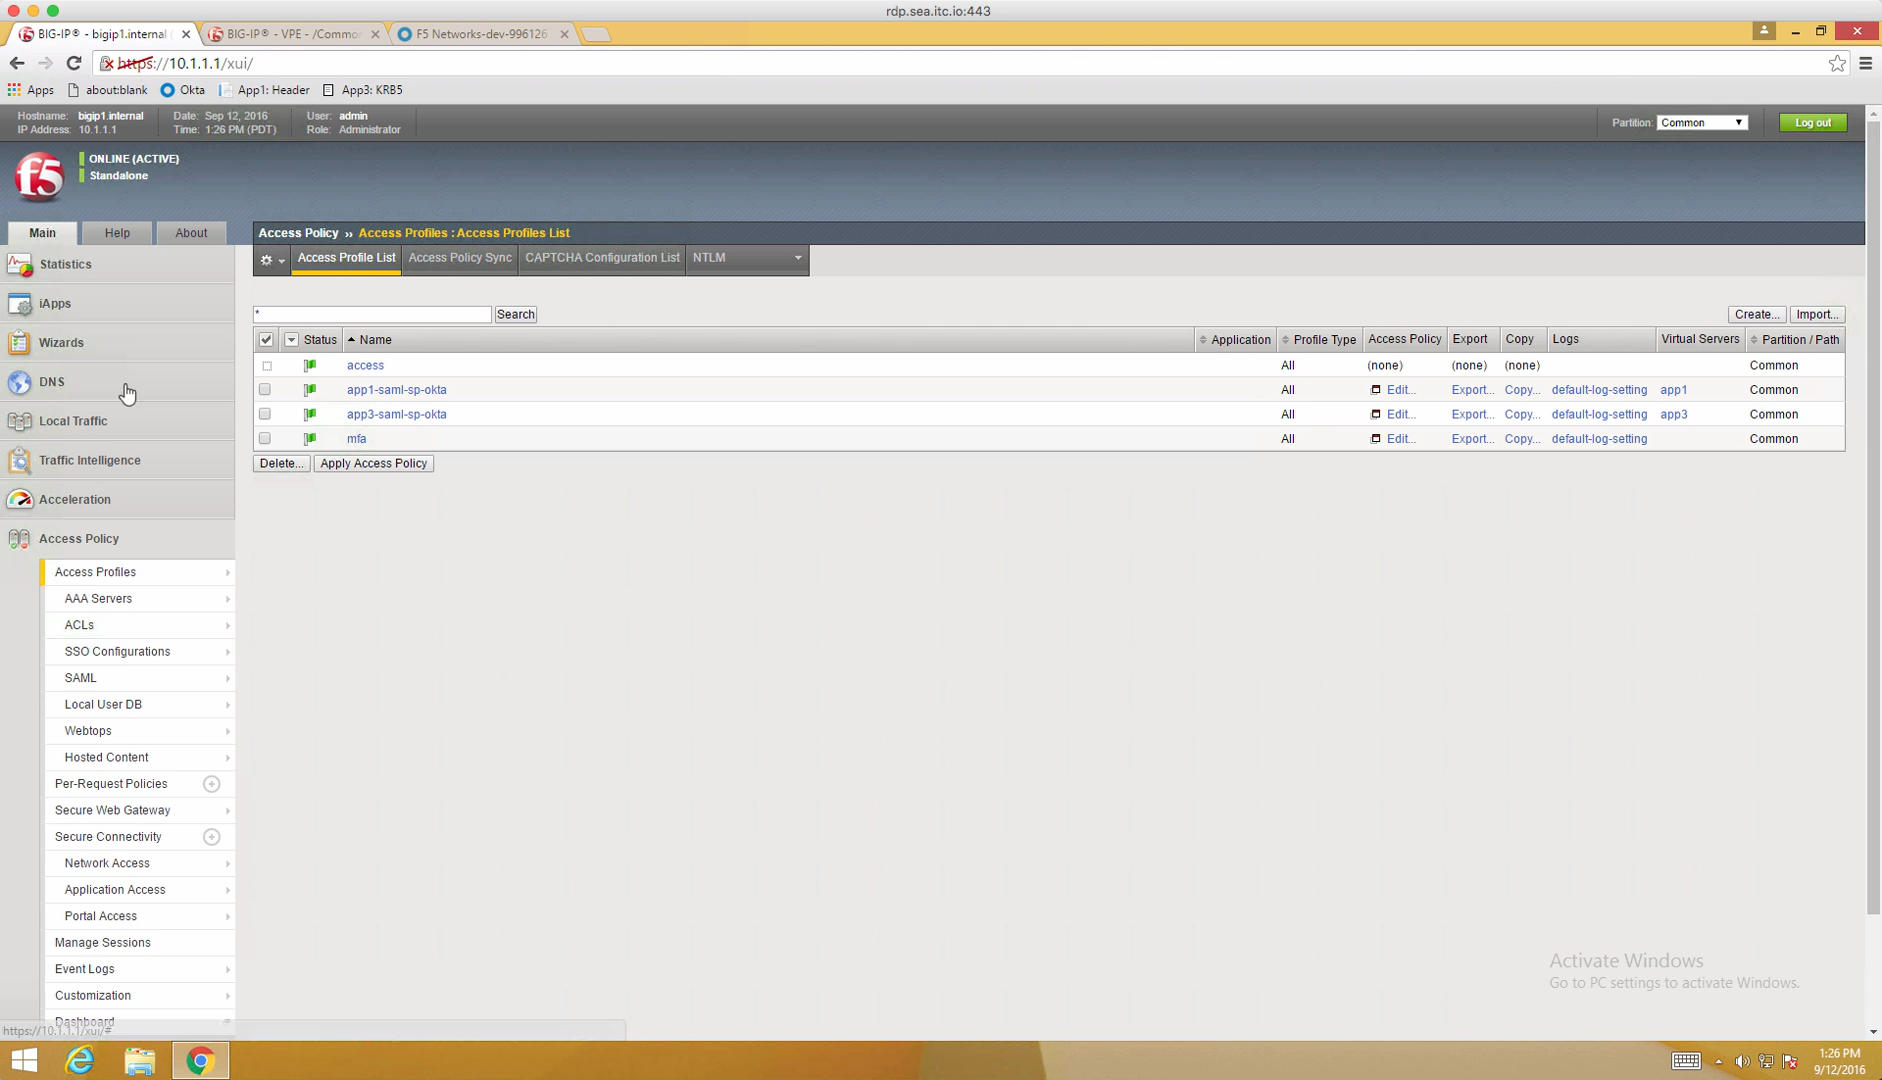 rdp.sea.itc.io:443
BIG-IP® - bigip1.internal (
BIG-IP® - VPE - /Common
F5 Networks-dev-996126
https://10.1.1.1/xui/
Apps about:blank Okta App1: Header App3: KRB5
Hostname: bigip1.internal Date: Sep 12, 2016 User: admin
IP Address: 10.1.1.1 Time: 1:26 PM (PDT) Role: Administrator
Partition: Common Log out
f5
ONLINE (ACTIVE)
Standalone
Main Help About
Access Policy ›› Access Profiles : Access Profiles List
Access Profile List Access Policy Sync CAPTCHA Configuration List NTLM
Statistics
iApps
Wizards
DNS
Local Traffic
Traffic Intelligence
Acceleration
Access Policy
Access Profiles
AAA Servers
ACLs
SSO Configurations
SAML
Local User DB
Webtops
Hosted Content
Per-Request Policies
Secure Web Gateway
Secure Connectivity
Network Access
Application Access
Portal Access
Manage Sessions
Event Logs
Customization
Dashboard
https://10.1.1.1/xui/#
* Search Create... Import...
Status Name Application Profile Type Access Policy Export Copy Logs Virtual Servers Partition / Path
access All (none) (none) (none) Common
app1-saml-sp-okta All Edit... Export... Copy... default-log-setting app1 Common
app3-saml-sp-okta All Edit... Export... Copy... default-log-setting app3 Common
mfa All Edit... Export... Copy... default-log-setting Common
Delete... Apply Access Policy
Activate Windows
Go to PC settings to activate Windows.
1:26 PM
9/12/2016